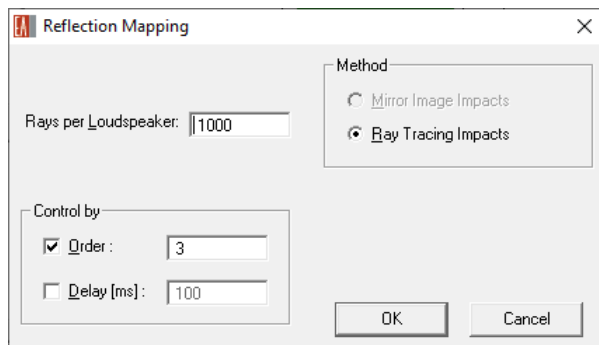 EA Reflection Mapping
Method
Mirror Image Impacts
Rays per Loudspeaker: 1000
Ray Tracing Impacts
Control by
Order : 3
Delay [ms] : 100
OK Cancel